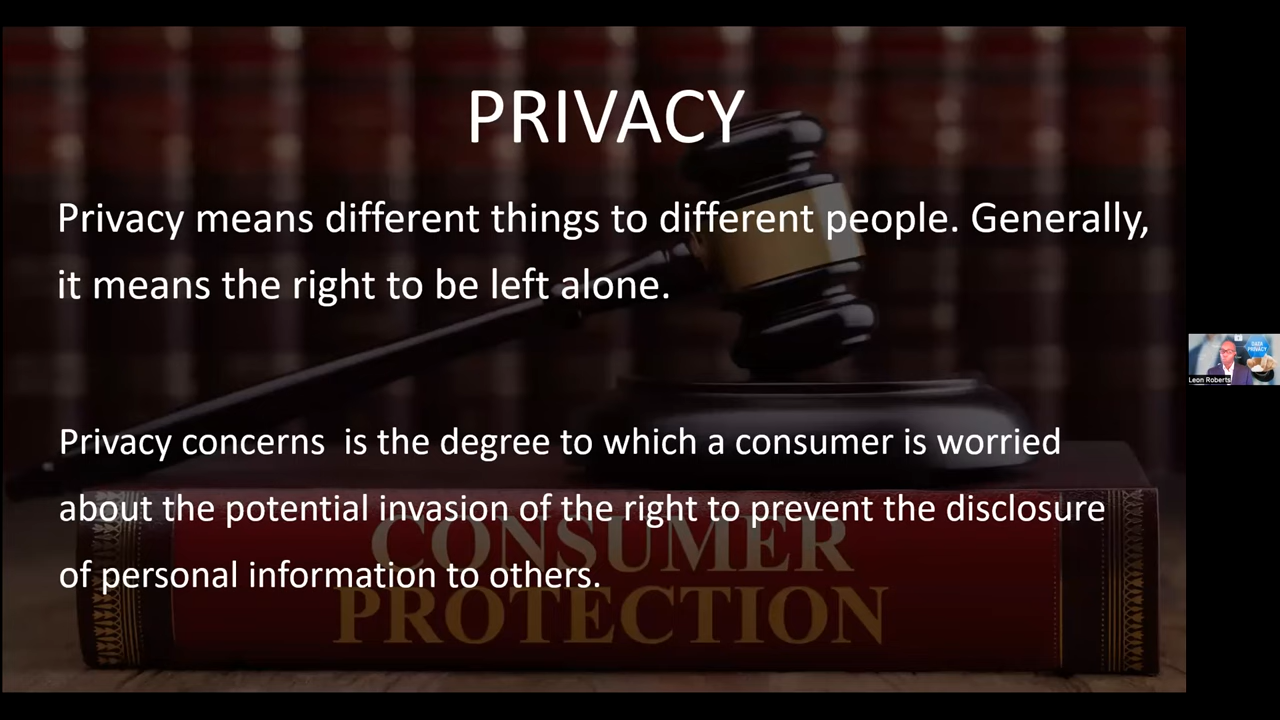 PRIVACY
Privacy means different things to different people. Generally,
it means the right to be left alone.
Privacy concerns  is the degree to which a consumer is worried
about the potential invasion of the right to prevent the disclosure
of personal information to others.
CONSUMER
PROTECTION
DATA
PRIVACY
Leon Roberts